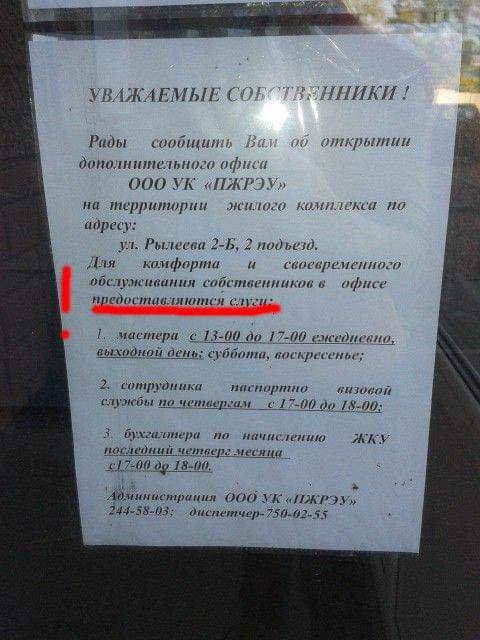 УВАЖАЕМЫЕ СОБСТВЕННИКИ !
Рады сообщить Вам об открытии
дополнительного офиса
ООО УК «ПЖРЭУ»
на территории жилого комплекса по
адресу:
ул. Рылеева 2-Б, 2 подъезд.
Для комфорта и своевременного
обслуживания собственников в офисе
предоставляются слуги:
1. мастера с 13-00 до 17-00 ежедневно,
выходной день: суббота, воскресенье;
2. сотрудника паспортно визовой
службы по четвергам с 17-00 до 18-00;
3. бухгалтера по начислению ЖКУ
последний четверг месяца
с17-00 до 18-00.
Администрация ООО УК «ПЖРЭУ»
244-58-03; диспетчер-750-02-55